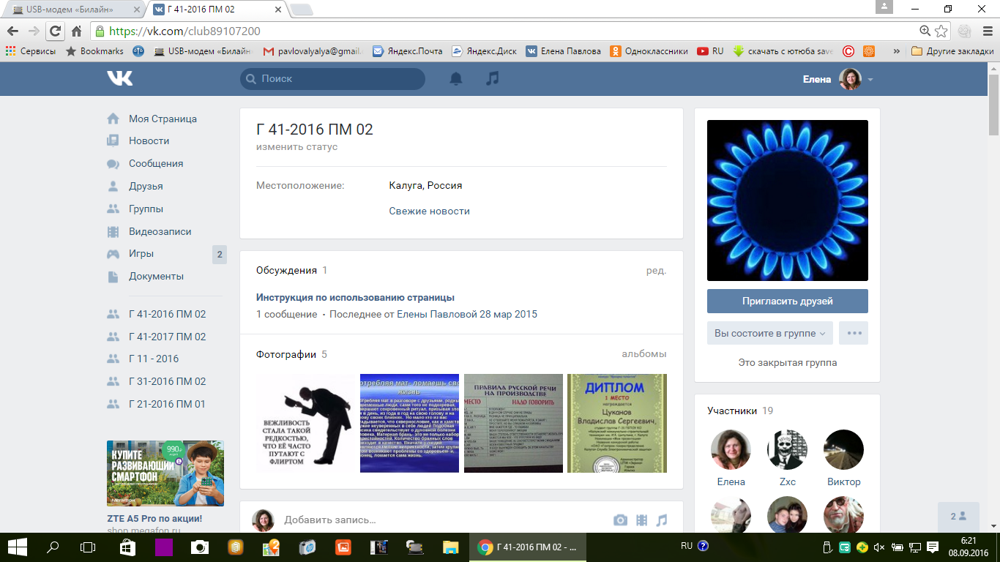 USB-модем «Билайн»
Г 41-2016 ПМ 02
https://vk.com/club89107200
Сервисы
Bookmarks
USB-модем «Билайн
pavlovalyalya@gmail.
Яндекс.Почта
Яндекс.Диск
Елена Павлова
Одноклассники
RU
скачать с ютюба save
»
Другие закладки
Поиск
Елена
Моя Страница
Новости
Сообщения
Друзья
Группы
Видеозаписи
Игры 2
Документы
Г 41-2016 ПМ 02
Г 41-2017 ПМ 02
Г 11 - 2016
Г 31-2016 ПМ 02
Г 21-2016 ПМ 01
990
КУПИТЕ
РАЗВИВАЮЩИЙ
СМАРТФОН
МегаФон
ZTE A5 Pro по акции!
shop.megafon.ru
Г 41-2016 ПМ 02
изменить статус
Местоположение: Калуга, Россия
Свежие новости
Обсуждения 1 ред.
Инструкция по использованию страницы
1 сообщение · Последнее от Елены Павловой 28 мар 2015
Фотографии 5 альбомы
ВЕЖЛИВОСТЬ
СТАЛА ТАКОЙ
РЕДКОСТЬЮ,
ЧТО ЕЁ ЧАСТО
ПУТАЮТ С
ФЛИРТОМ
отребляя мат- ломаешь сво
жизнь
ПРАВИЛА РУССКОЙ РЕЧИ
НА ПРОИЗВОДСТВЕ
МЕСТО НАДО ГОВОРИТЬ
ДИПЛОМ
1 МЕСТО
награждается
Цуканов
Владислав Сергеевич,
Добавить запись...
Пригласить друзей
Вы состоите в группе
Это закрытая группа
Участники 19
Елена
Zxc
Виктор
2
Г 41-2016 ПМ 02 - ...
RU
6:21
08.09.2016